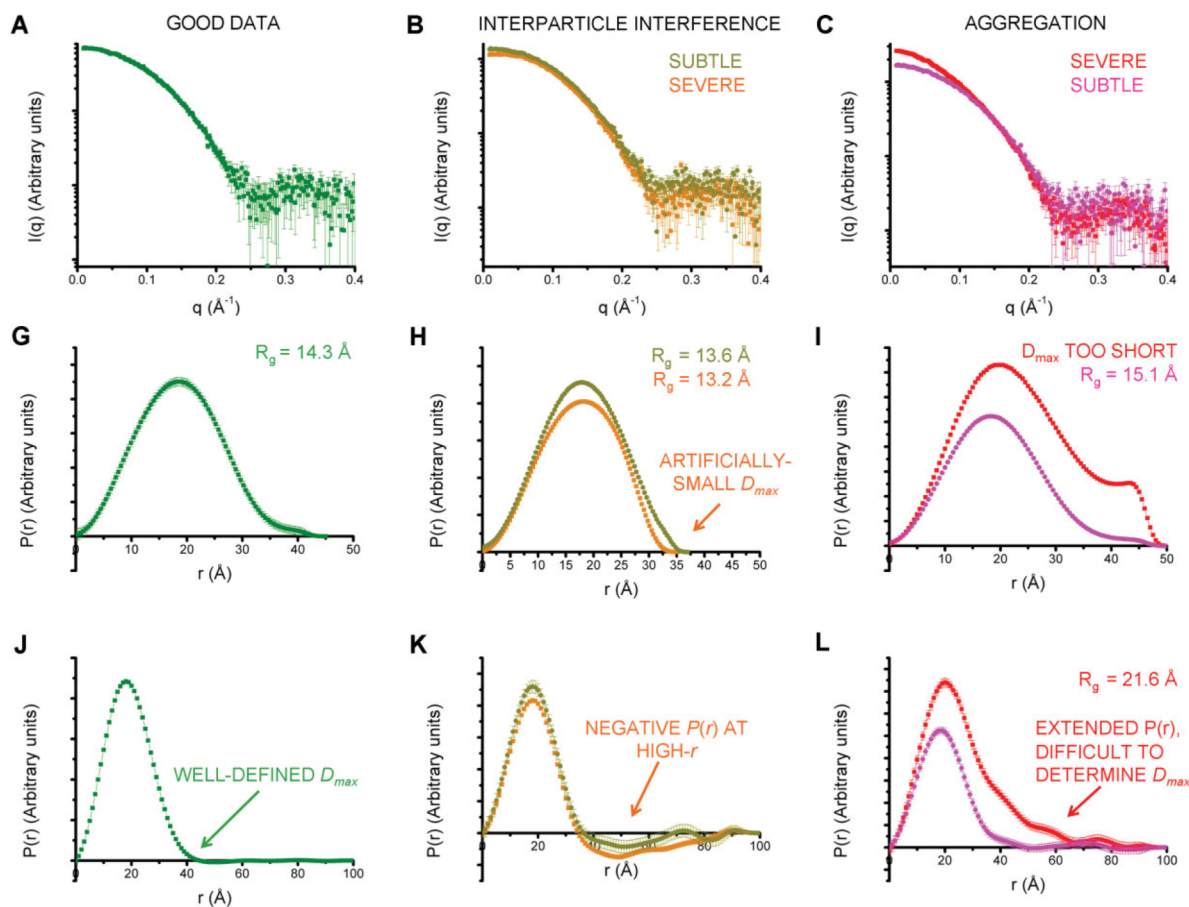 A
GOOD DATA
I(q) (Arbitrary units)
0.0 0.1 0.2 0.3 0.4
q (Å⁻¹)
B
INTERPARTICLE INTERFERENCE
SUBTLE
SEVERE
I(q) (Arbitrary units)
0.0 0.1 0.2 0.3 0.4
q (Å⁻¹)
C
AGGREGATION
SEVERE
SUBTLE
I(q) (Arbitrary units)
0.0 0.1 0.2 0.3 0.4
q (Å⁻¹)
G
Rg = 14.3 Å
P(r) (Arbitrary units)
0 10 20 30 40 50
r (Å)
H
Rg = 13.6 Å
Rg = 13.2 Å
ARTIFICIALLY-
SMALL Dmax
P(r) (Arbitrary units)
0 5 10 15 20 25 30 35 40 45 50
r (Å)
I
Dmax TOO SHORT
Rg = 15.1 Å
P(r) (Arbitrary units)
0 10 20 30 40 50
r (Å)
J
WELL-DEFINED Dmax
P(r) (Arbitrary units)
0 20 40 60 80 100
r (Å)
K
NEGATIVE P(r) AT
HIGH-r
P(r) (Arbitrary units)
0 20 40 60 80 100
r (Å)
L
Rg = 21.6 Å
EXTENDED P(r),
DIFFICULT TO
DETERMINE Dmax
P(r) (Arbitrary units)
0 20 40 60 80 100
r (Å)